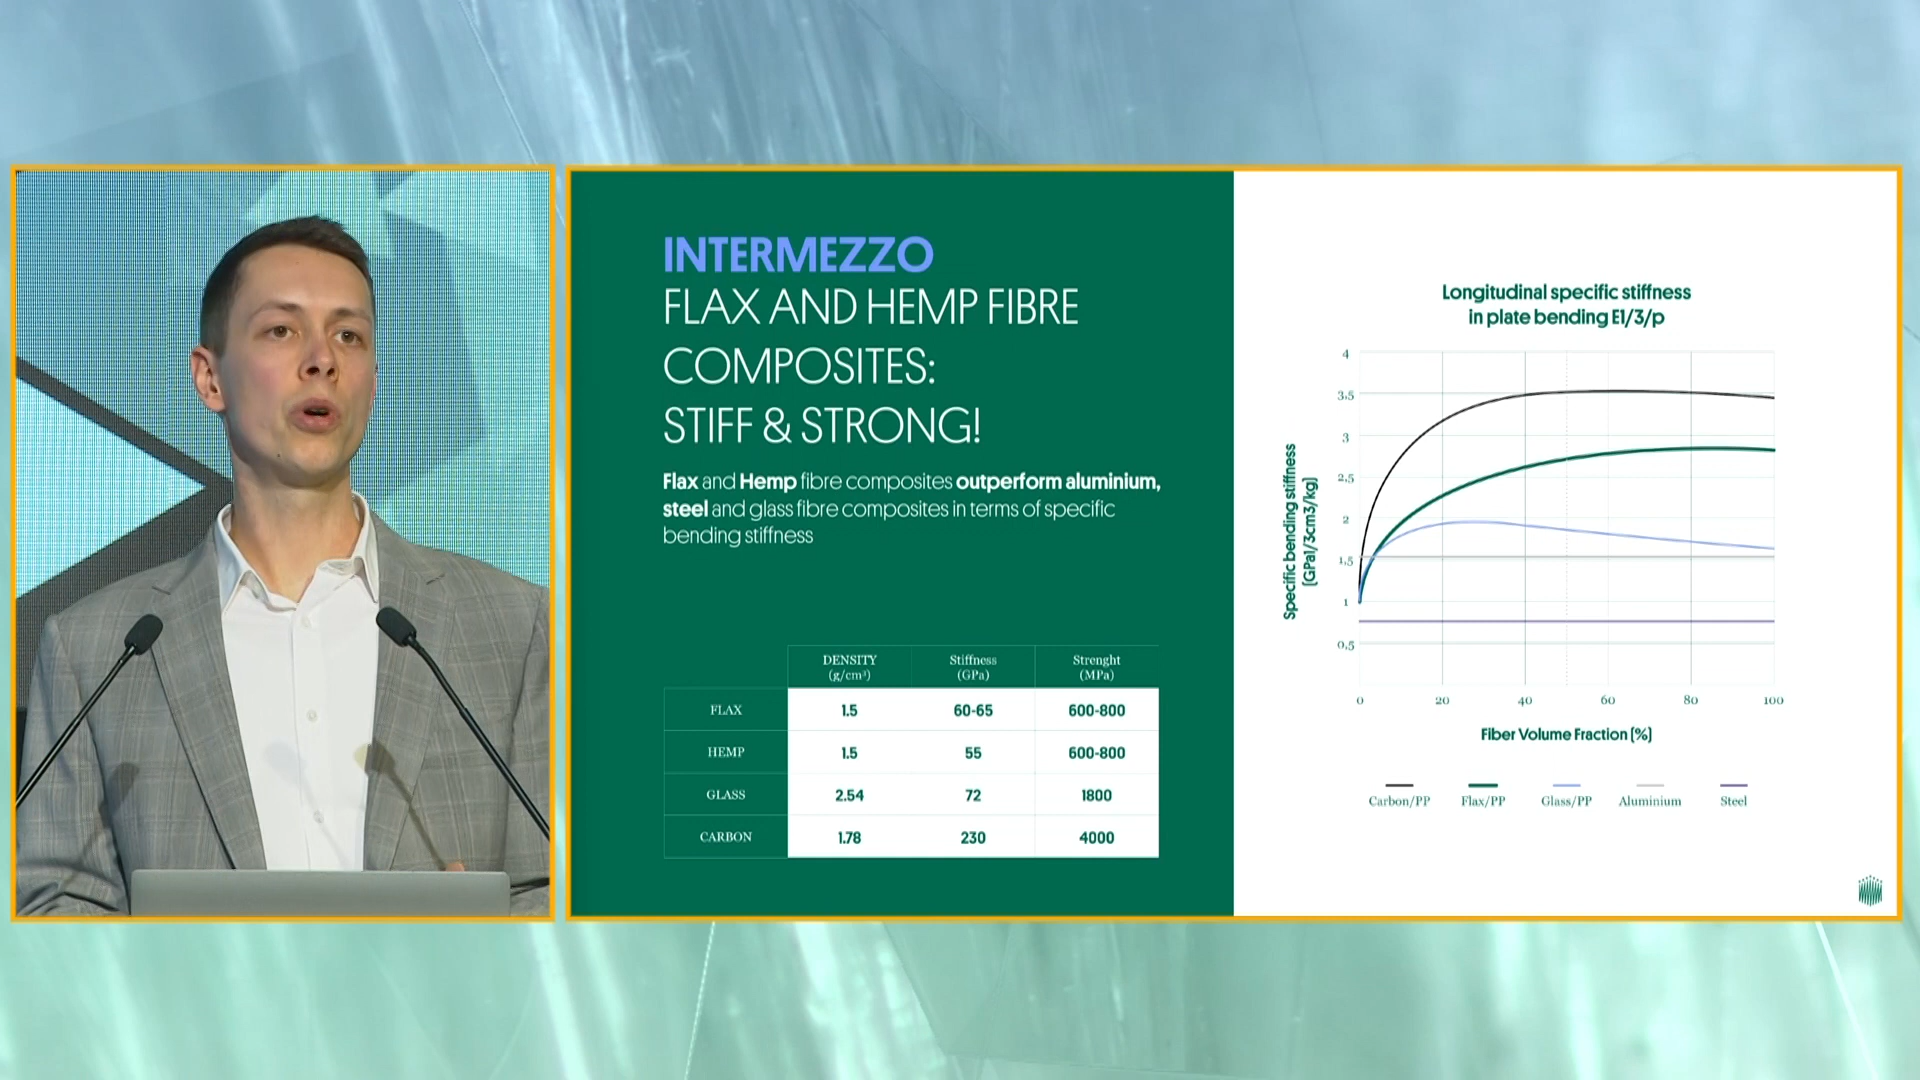 INTERMEZZO
FLAX AND HEMP FIBRE
COMPOSITES:
STIFF & STRONG!
Flax and Hemp fibre composites outperform aluminium,
steel and glass fibre composites in terms of specific
bending stiffness
DENSITY Stiffness Strenght
(g/cm³) (GPa) (MPa)
FLAX 1.5 60-65 600-800
HEMP 1.5 55 600-800
GLASS 2.54 72 1800
CARBON 1.78 230 4000
Longitudinal specific stiffness
in plate bending E1/3/p
Specific bending stiffness
[GPa1/3cm3/kg]
4
3,5
3
2,5
2
1,5
1
0,5
0 20 40 60 80 100
Fiber Volume Fraction [%]
Carbon/PP Flax/PP Glass/PP Aluminium Steel